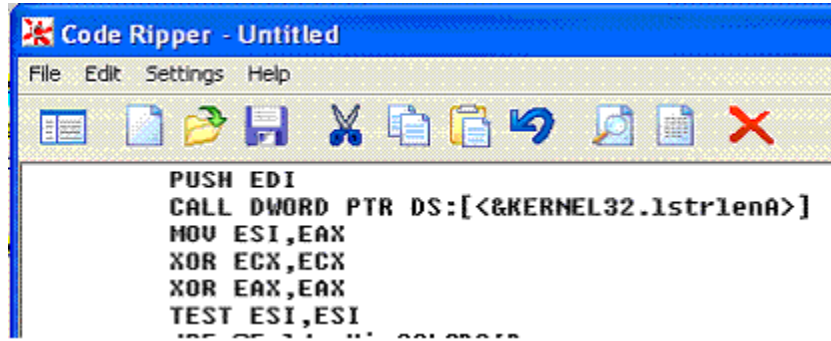 Code Ripper - Untitled
File Edit Settings Help
PUSH EDI
CALL DWORD PTR DS:[<&KERNEL32.lstrlenA>]
MOV ESI,EAX
XOR ECX,ECX
XOR EAX,EAX
TEST ESI,ESI